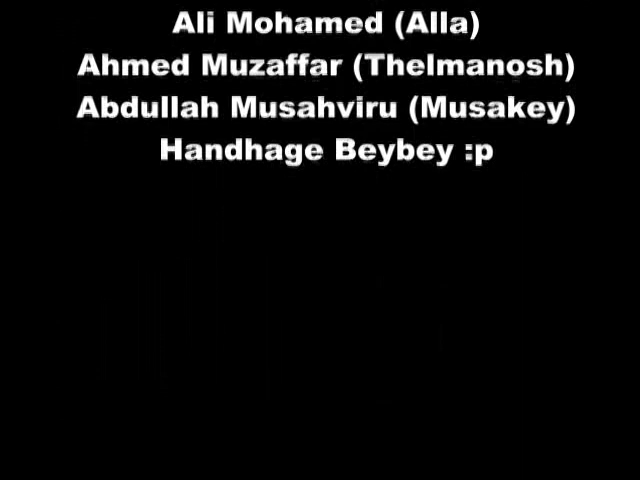 Ali Mohamed (Alla)
Ahmed Muzaffar (Thelmanosh)
Abdullah Musahviru (Musakey)
Handhage Beybey :p